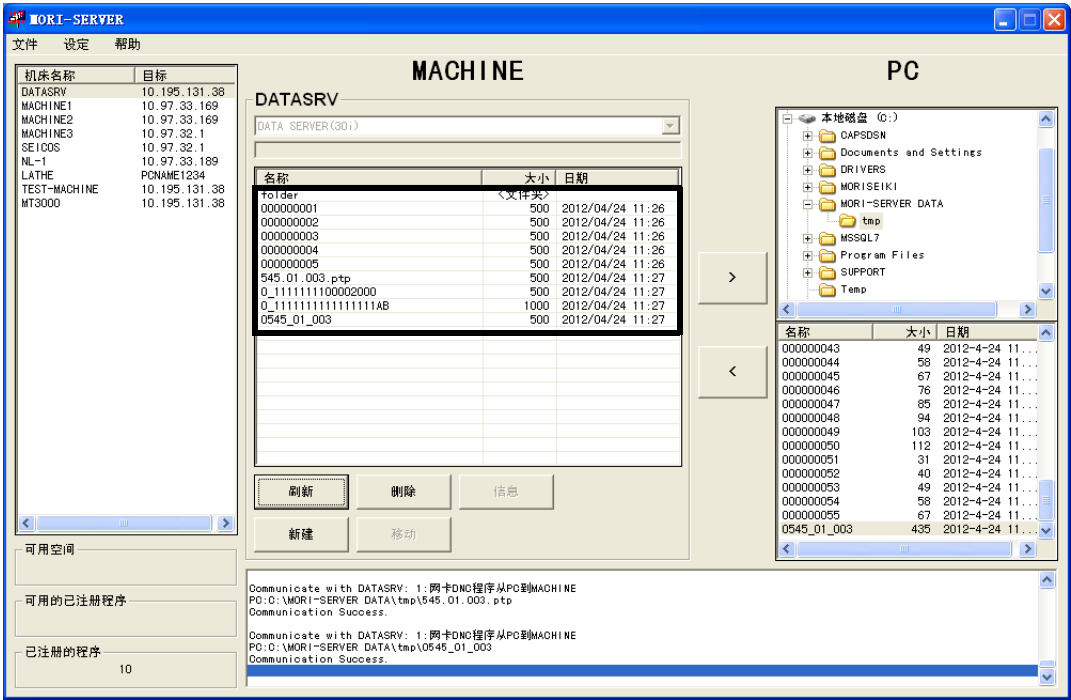 MORI-SERVER
文件 设定 帮助
机床名称 目标
DATASRV 10.195.131.38
MACHINE1 10.97.33.169
MACHINE2 10.97.33.169
MACHINE3 10.97.32.1
SEICOS 10.97.32.1
NL-1 10.97.33.189
LATHE PCNAME1234
TEST-MACHINE 10.195.131.38
MT3000 10.195.131.38
可用空间
可用的已注册程序
已注册的程序
10
MACHINE
DATASRV
DATA SERVER(30i)
名称 大小 日期
folder <文件夹>
000000001 500 2012/04/24 11:26
000000002 500 2012/04/24 11:26
000000003 500 2012/04/24 11:26
000000004 500 2012/04/24 11:26
000000005 500 2012/04/24 11:26
545.01.003.ptp 500 2012/04/24 11:27
0_1111111100002000 500 2012/04/24 11:27
0_1111111111111111AB 1000 2012/04/24 11:27
0545_01_003 500 2012/04/24 11:27
刷新 删除 信息
新建 移动
>
<
PC
本地磁盘 (C:)
CAPSDSN
Documents and Settings
DRIVERS
MORISEIKI
MORI-SERVER DATA
tmp
MSSQL7
Program Files
SUPPORT
Temp
名称 大小 日期
000000043 49 2012-4-24 11...
000000044 58 2012-4-24 11...
000000045 67 2012-4-24 11...
000000046 76 2012-4-24 11...
000000047 85 2012-4-24 11...
000000048 94 2012-4-24 11...
000000049 103 2012-4-24 11...
000000050 112 2012-4-24 11...
000000051 31 2012-4-24 11...
000000052 40 2012-4-24 11...
000000053 49 2012-4-24 11...
000000054 58 2012-4-24 11...
000000055 67 2012-4-24 11...
0545_01_003 435 2012-4-24 11...
Communicate with DATASRV: 1:网卡DNC程序从PC到MACHINE
PC:C:\MORI-SERVER DATA\tmp\545.01.003.ptp
Communication Success.
Communicate with DATASRV: 1:网卡DNC程序从PC到MACHINE
PC:C:\MORI-SERVER DATA\tmp\0545_01_003
Communication Success.